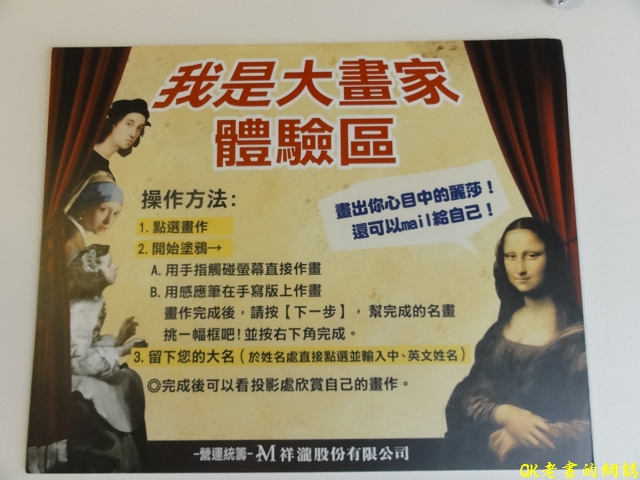 我是大畫家
體驗區
操作方法:
畫出你心目中的麗莎!
還可以mail給自己!
1. 點選畫作
2. 開始塗鴉→
A. 用手指觸碰螢幕直接作畫
B. 用感應筆在手寫版上作畫
畫作完成後,請按【下一步】,幫完成的名畫
挑一幅框吧!並按右下角完成。
3. 留下您的大名(於姓名處直接點選並輸入中、英文姓名)
◎完成後可以看投影處欣賞自己的畫作。
-營運統籌- M 祥瀧股份有限公司
QK老書的網誌